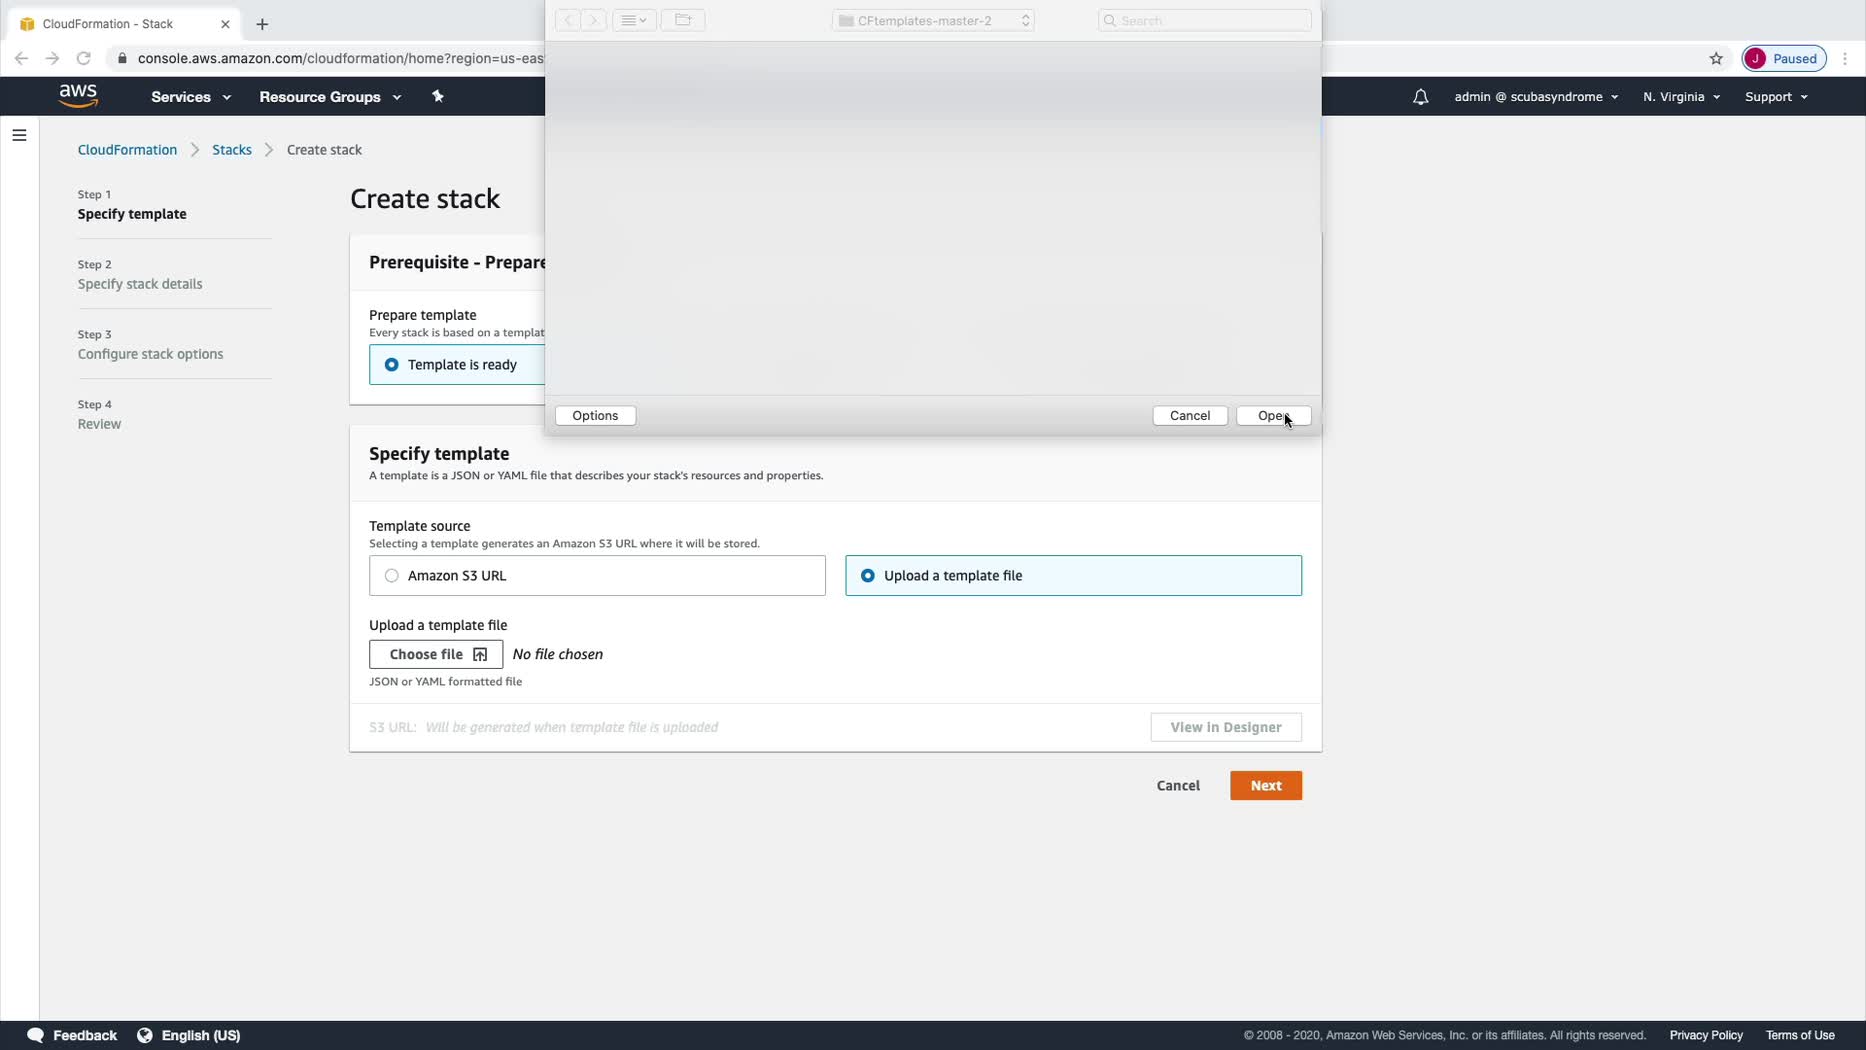 CloudFormation - Stack
CFtemplates-master-2
Search
console.aws.amazon.com/cloudformation/home?region=us-eas
J Paused
aws
Services
Resource Groups
admin @ scubasyndrome
N. Virginia
Support
CloudFormation
Stacks
Create stack
Step 1
Specify template
Step 2
Specify stack details
Step 3
Configure stack options
Step 4
Review
Create stack
Prerequisite - Prepare
Prepare template
Every stack is based on a templat
Template is ready
Options
Cancel
Open
Specify template
A template is a JSON or YAML file that describes your stack's resources and properties.
Template source
Selecting a template generates an Amazon S3 URL where it will be stored.
Amazon S3 URL
Upload a template file
Upload a template file
Choose file
No file chosen
JSON or YAML formatted file
S3 URL: Will be generated when template file is uploaded
View in Designer
Cancel
Next
Feedback
English (US)
© 2008 - 2020, Amazon Web Services, Inc. or its affiliates. All rights reserved.
Privacy Policy
Terms of Use